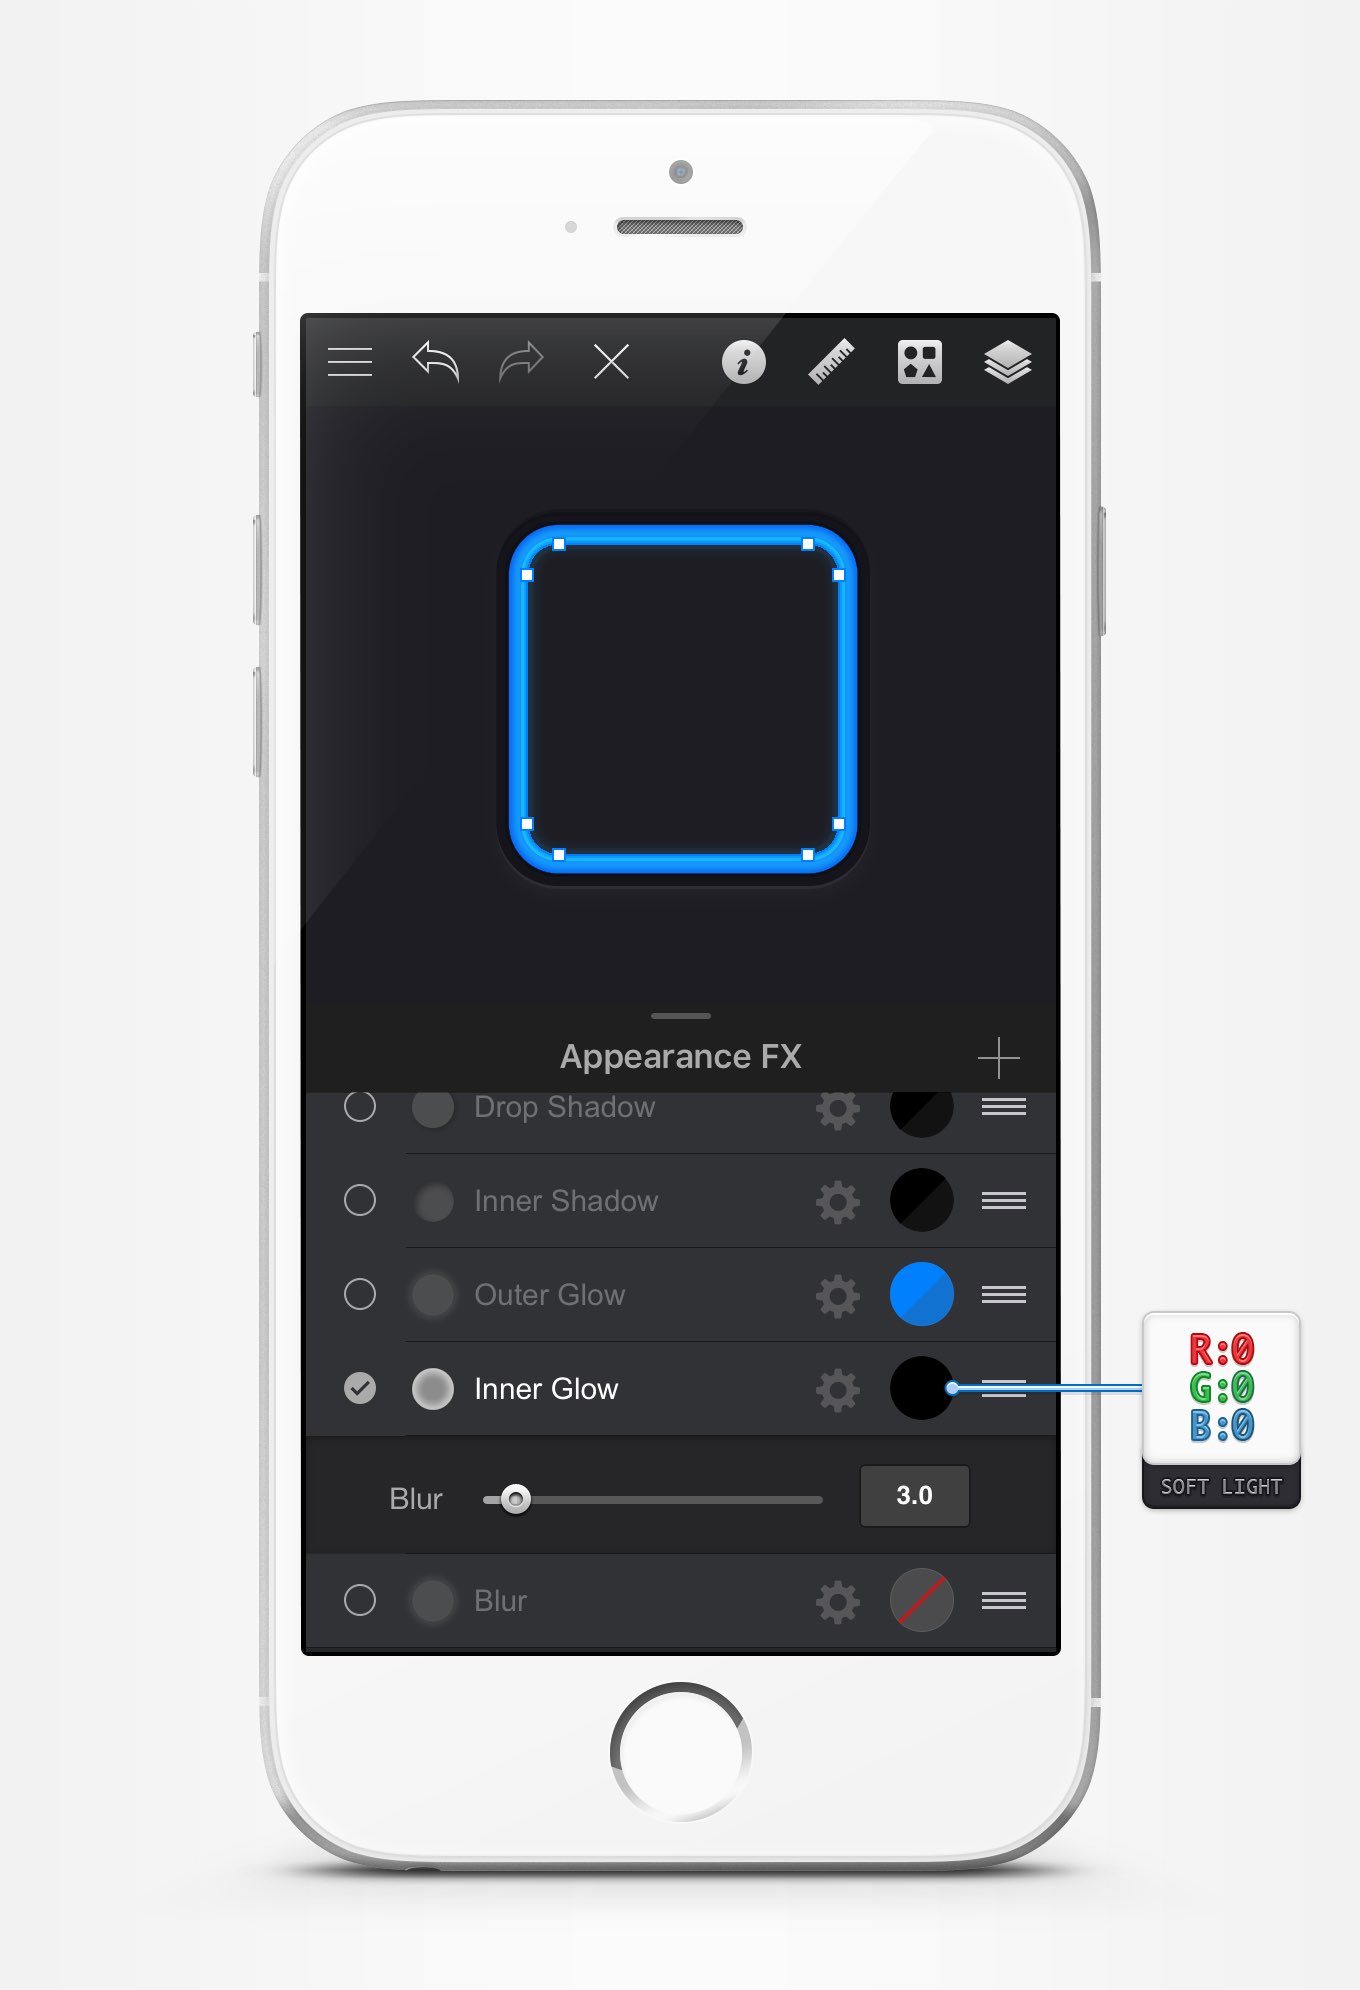 Appearance FX
Drop Shadow
Inner Shadow
Outer Glow
Inner Glow
R:0
G:0
B:0
SOFT LIGHT
Blur
3.0
Blur